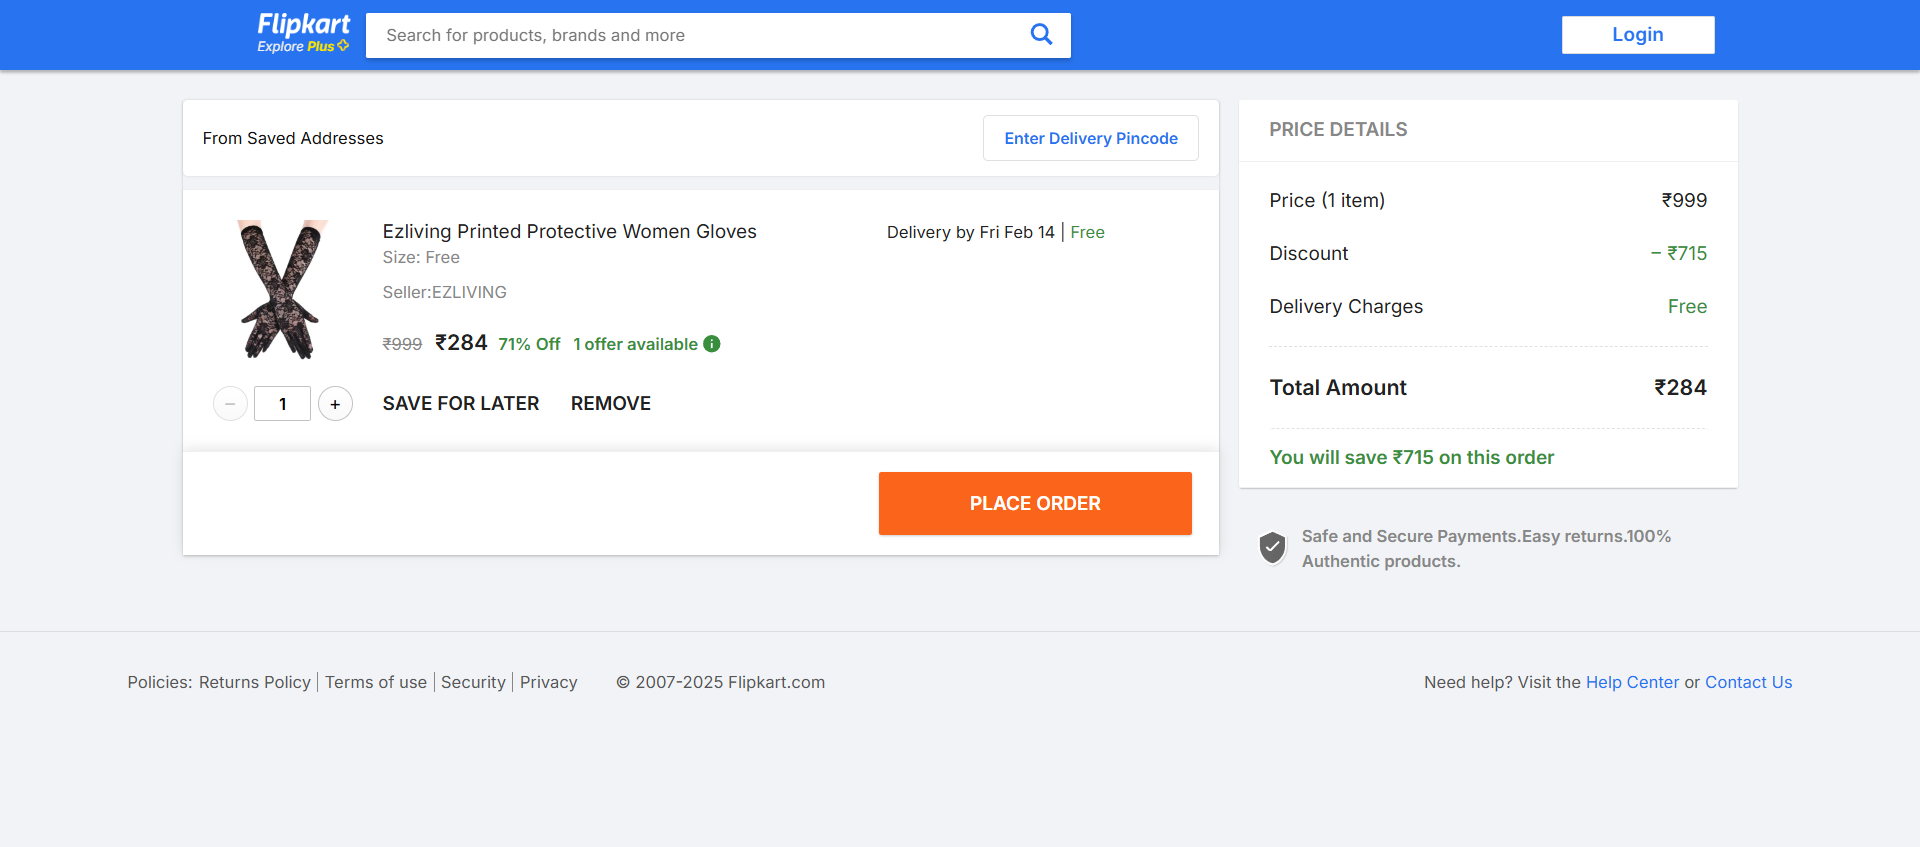 Flipkart
Explore Plus
Search for products, brands and more
Login
From Saved Addresses
Enter Delivery Pincode
Ezliving Printed Protective Women Gloves
Size: Free
Seller:EZLIVING
₹999 ₹284 71% Off 1 offer available
Delivery by Fri Feb 14 | Free
− 1 +
SAVE FOR LATER REMOVE
PLACE ORDER
PRICE DETAILS
Price (1 item) ₹999
Discount − ₹715
Delivery Charges Free
Total Amount ₹284
You will save ₹715 on this order
Safe and Secure Payments.Easy returns.100%
Authentic products.
Policies: Returns Policy | Terms of use | Security | Privacy © 2007-2025 Flipkart.com
Need help? Visit the Help Center or Contact Us